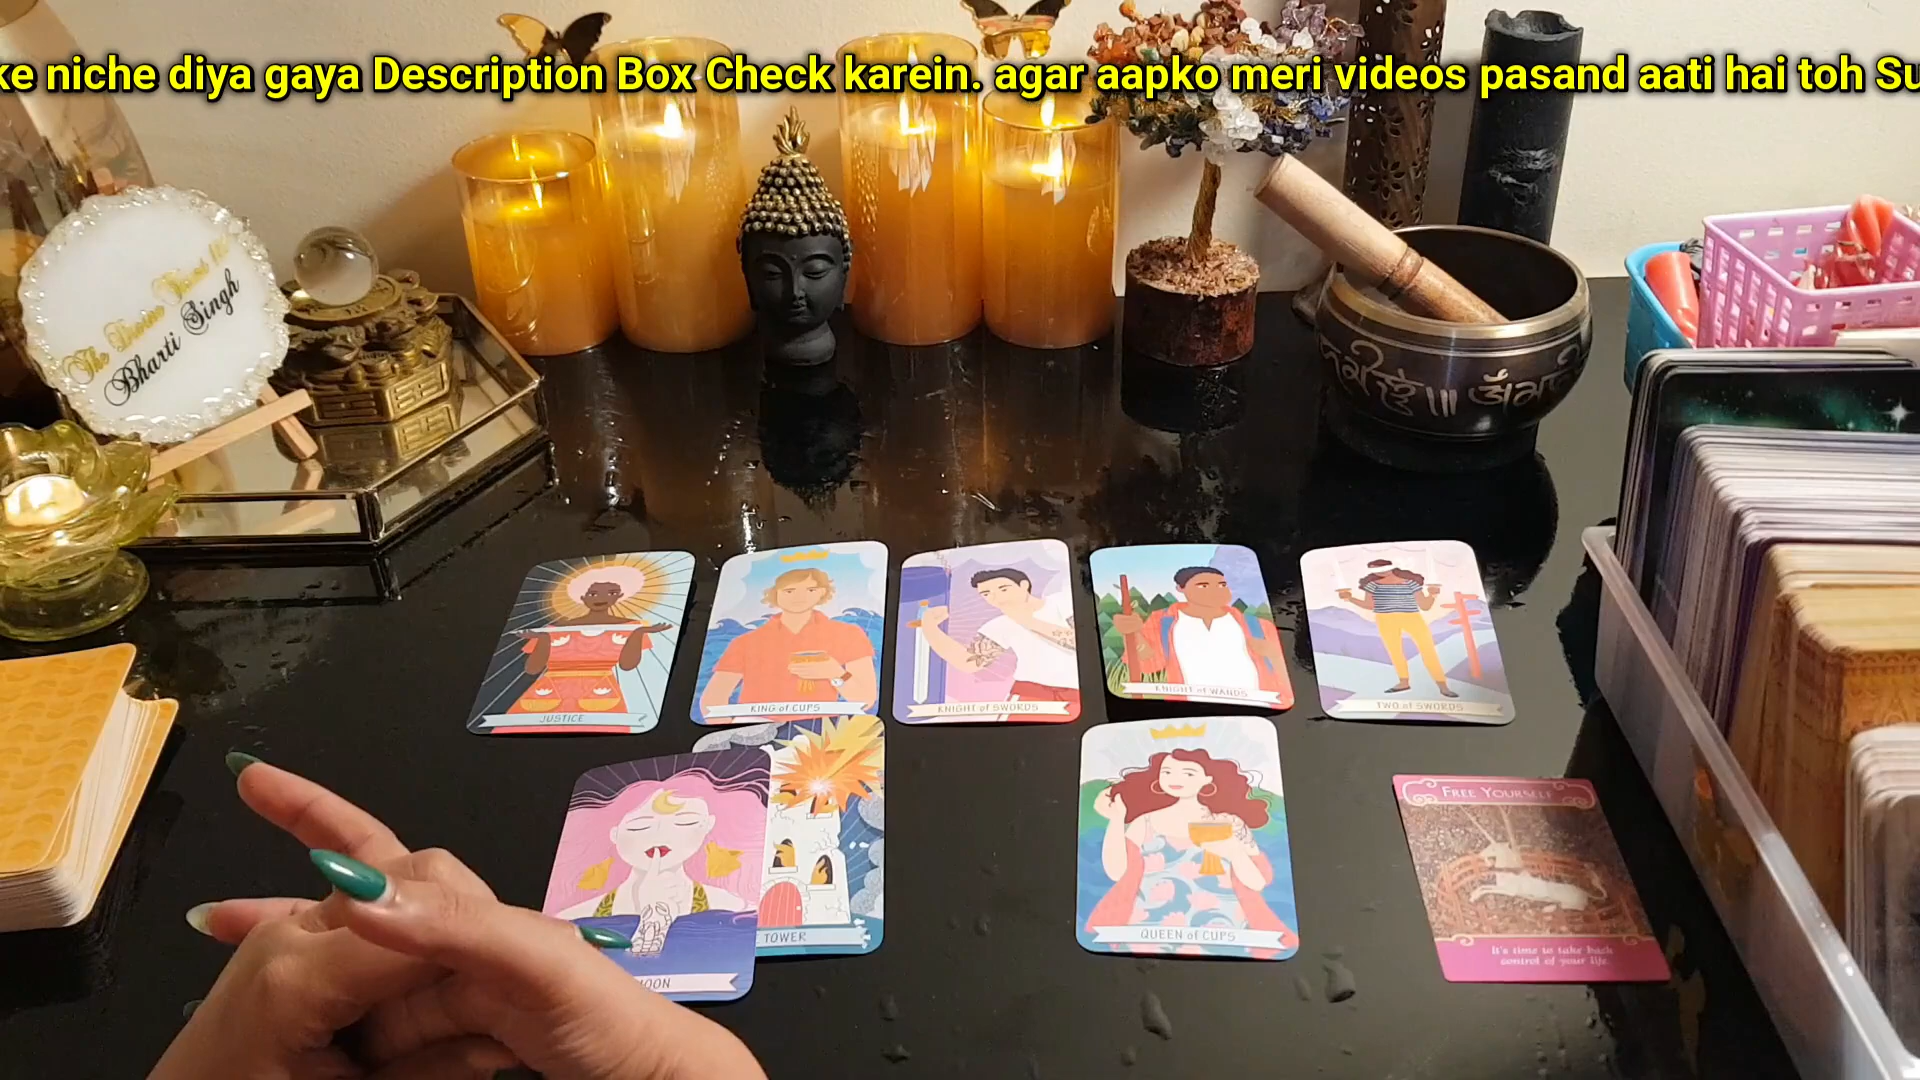 ke niche diya gaya Description Box Check karein. agar aapko meri videos pasand aati hai toh Su
The Divine
Bharti Singh
JUSTICE
KING of CUPS
KNIGHT of SWORDS
KNIGHT of WANDS
TWO of SWORDS
MOON
TOWER
QUEEN of CUPS
FREE YOURSELF
It's time to take back
control of your life.